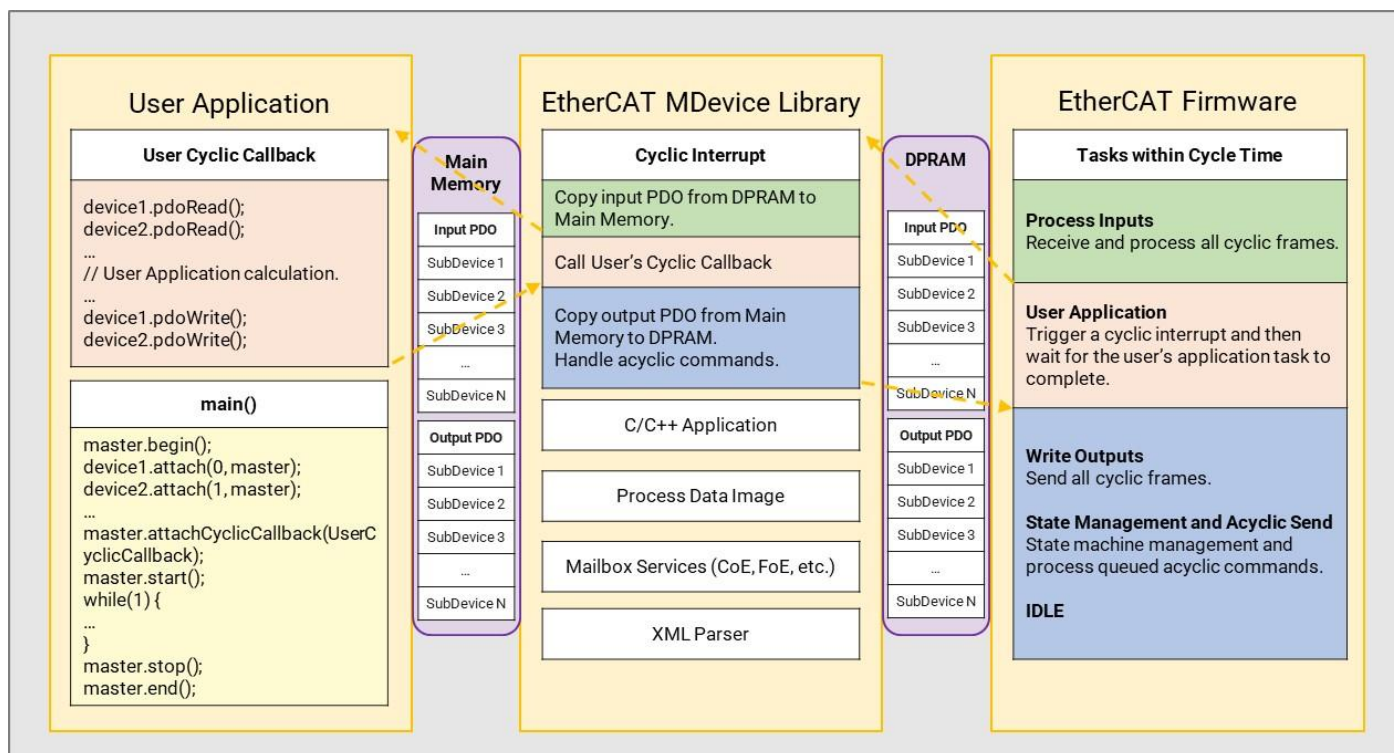 User Application
User Cyclic Callback
device1.pdoRead();
device2.pdoRead();
…
// User Application calculation.
…
device1.pdoWrite();
device2.pdoWrite();
main()
master.begin();
device1.attach(0, master);
device2.attach(1, master);
…
master.attachCyclicCallback(UserC
yclicCallback);
master.start();
while(1) {
…
}
master.stop();
master.end();
Main
Memory
Input PDO
SubDevice 1
SubDevice 2
SubDevice 3
…
SubDevice N
Output PDO
SubDevice 1
SubDevice 2
SubDevice 3
…
SubDevice N
EtherCAT MDevice Library
Cyclic Interrupt
Copy input PDO from DPRAM to
Main Memory.
Call User's Cyclic Callback
Copy output PDO from Main
Memory to DPRAM.
Handle acyclic commands.
C/C++ Application
Process Data Image
Mailbox Services (CoE, FoE, etc.)
XML Parser
DPRAM
Input PDO
SubDevice 1
SubDevice 2
SubDevice 3
…
SubDevice N
Output PDO
SubDevice 1
SubDevice 2
SubDevice 3
…
SubDevice N
EtherCAT Firmware
Tasks within Cycle Time
Process Inputs
Receive and process all cyclic frames.
User Application
Trigger a cyclic interrupt and then
wait for the user's application task to
complete.
Write Outputs
Send all cyclic frames.
State Management and Acyclic Send
State machine management and
process queued acyclic commands.
IDLE